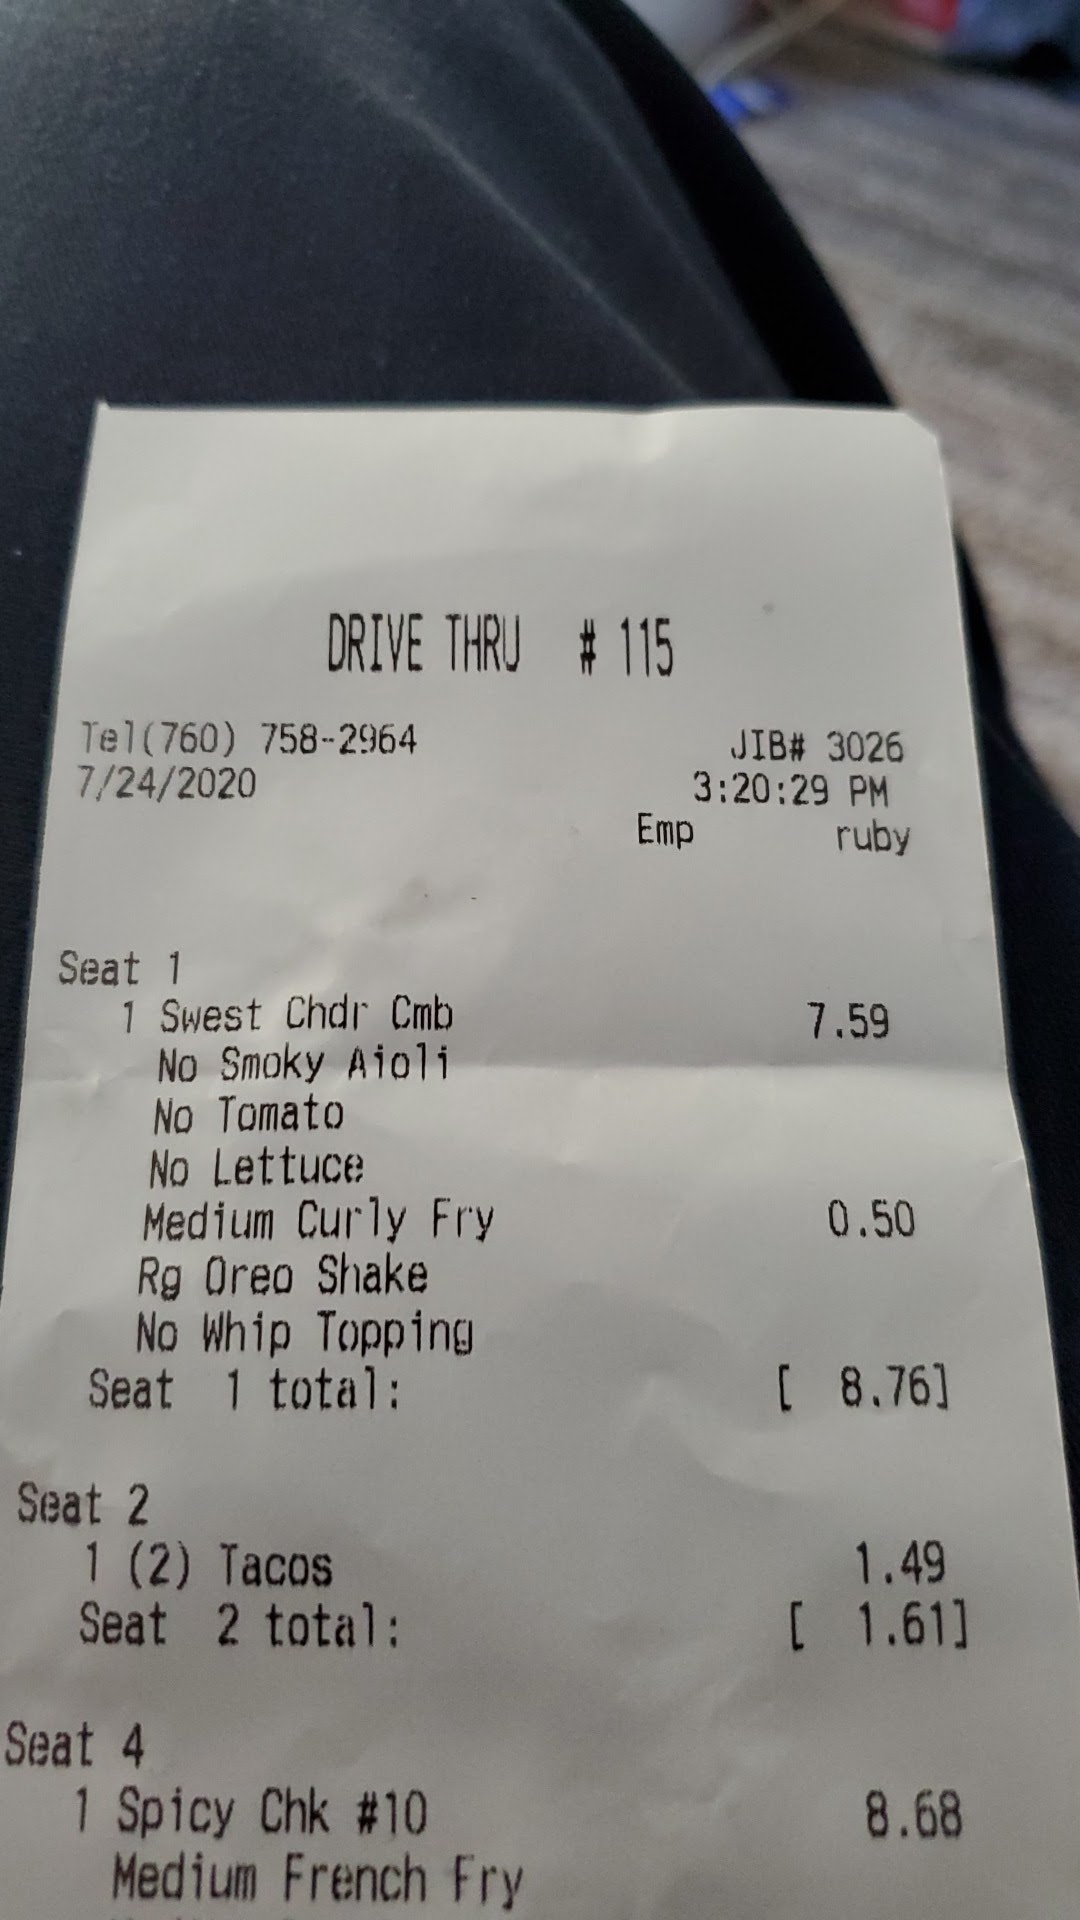 DRIVE THRU # 115
Tel(760) 758-2964 JIB# 3026
7/24/2020 3:20:29 PM
Emp ruby
Seat 1
1 Swest Chdr Cmb 7.59
No Smoky Aioli
No Tomato
No Lettuce
Medium Curly Fry 0.50
Rg Oreo Shake
No Whip Topping
Seat 1 total: [ 8.76]
Seat 2
1 (2) Tacos 1.49
Seat 2 total: [ 1.61]
Seat 4
1 Spicy Chk #10 8.68
Medium French Fry